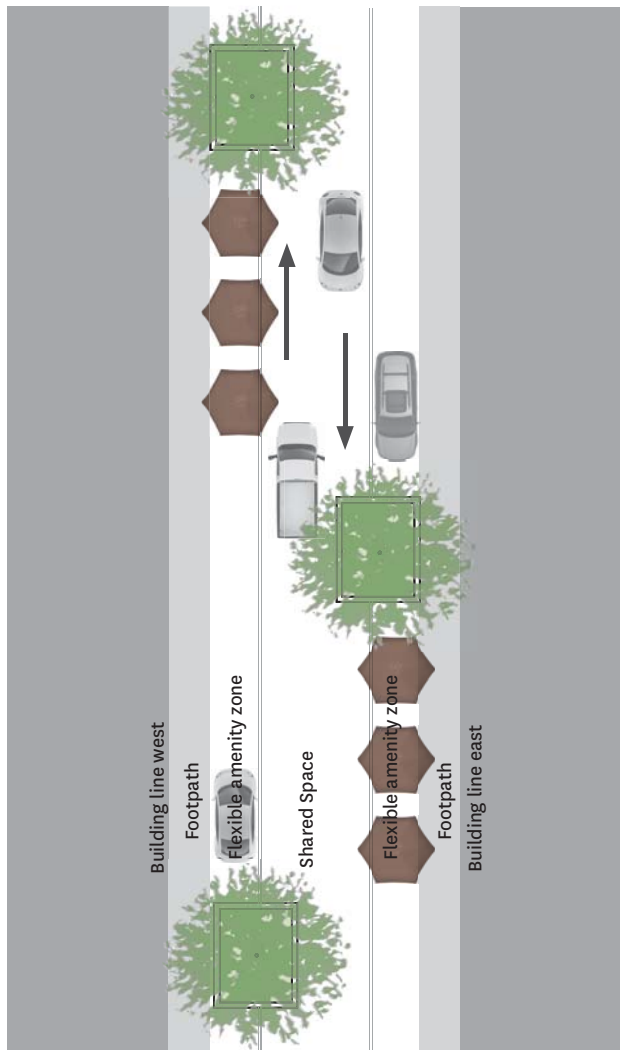 Building line west
Footpath
Flexible amenity zone
Shared Space
Flexible amenity zone
Footpath
Building line east